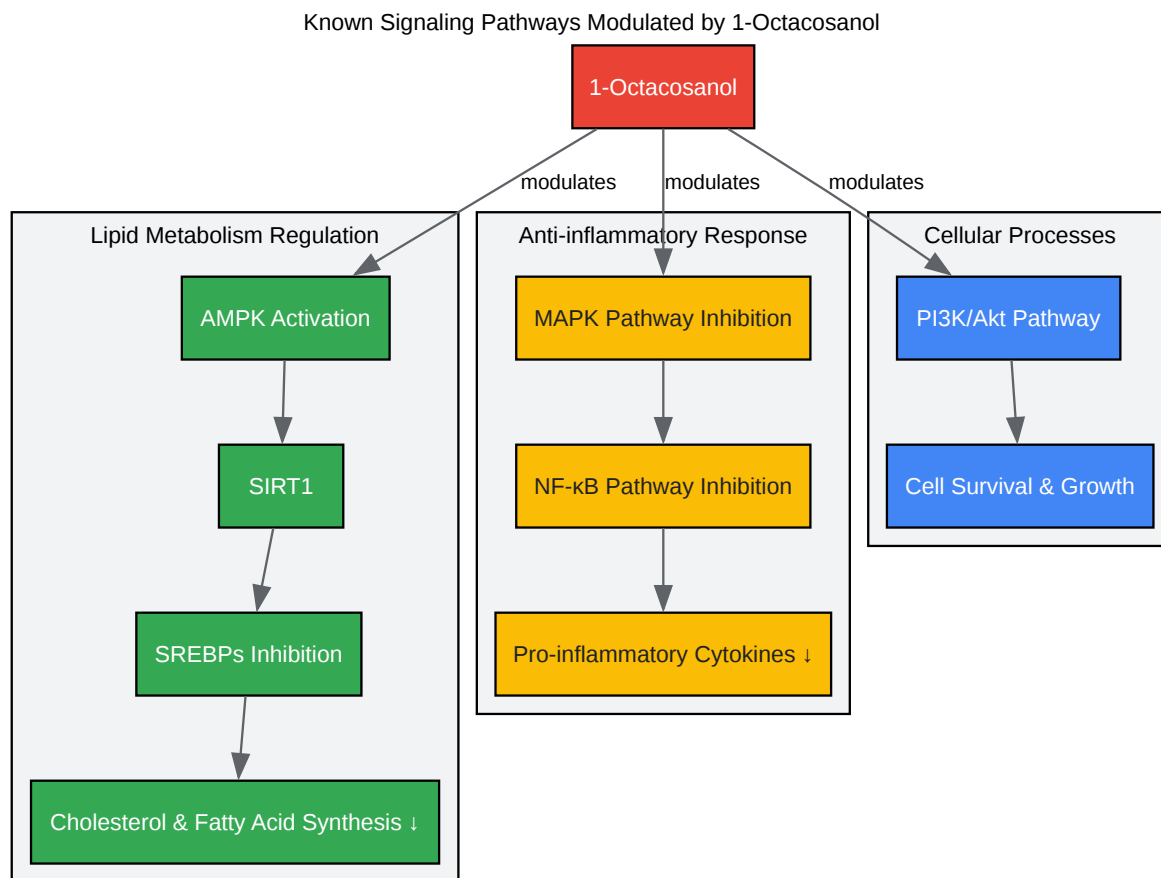 Known Signaling Pathways Modulated by 1-Octacosanol
1-Octacosanol
modulates
modulates
modulates
Lipid Metabolism Regulation
Anti-inflammatory Response
Cellular Processes
AMPK Activation
MAPK Pathway Inhibition
PI3K/Akt Pathway
SIRT1
NF-κB Pathway Inhibition
Cell Survival & Growth
SREBPs Inhibition
Pro-inflammatory Cytokines ↓
Cholesterol & Fatty Acid Synthesis ↓